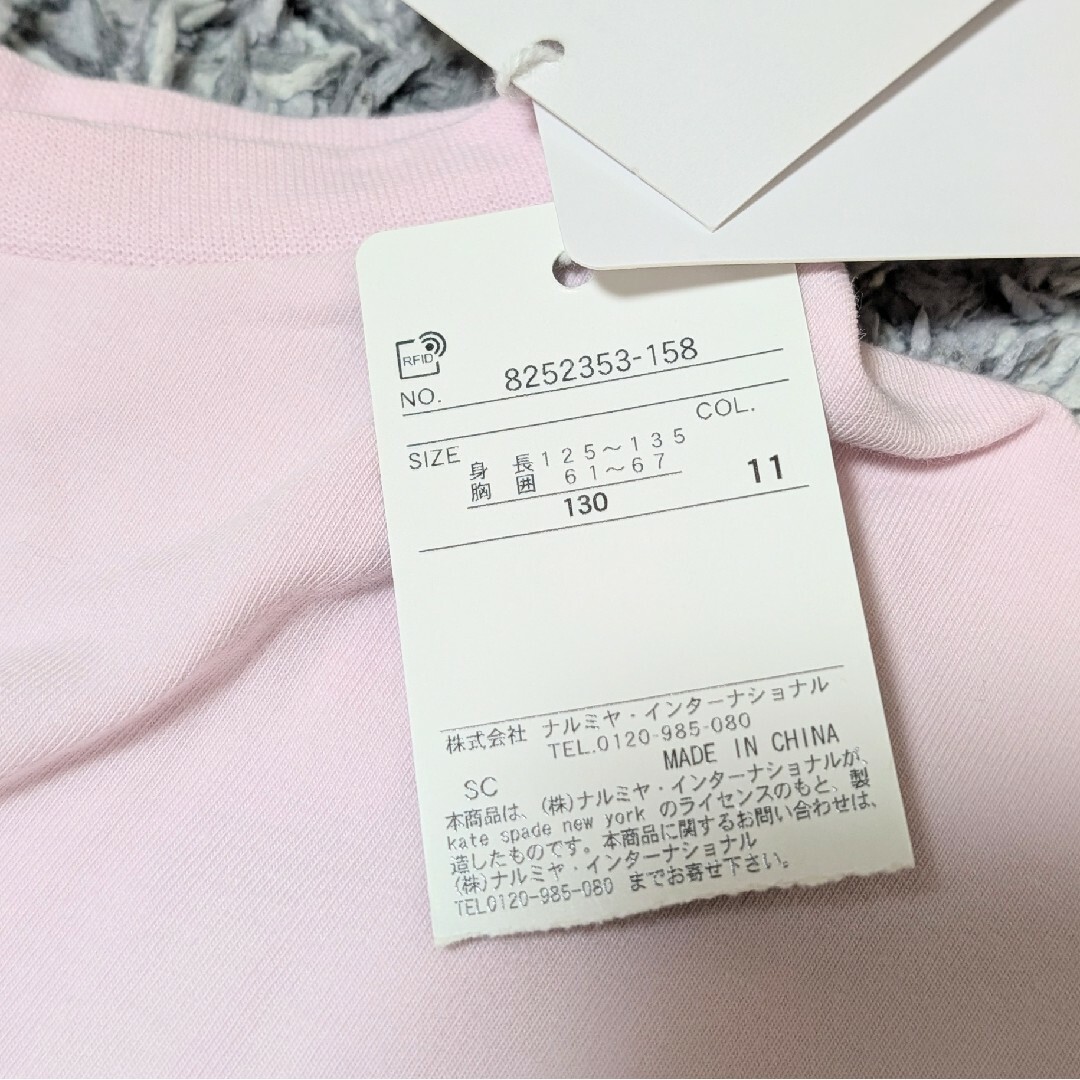 RFID
NO. 8252353-158
SIZE 身 長 125～135 COL.
胸 囲 61～67
130 11
株式会社 ナルミヤ・インターナショナル
TEL.0120-985-080
MADE IN CHINA
SC
本商品は、(株)ナルミヤ・インターナショナルが、
kate spade new york のライセンスのもと、製
造したものです。本商品に関するお問い合わせは、
(株)ナルミヤ・インターナショナル
TEL0120-985-080 までお寄せ下さい。